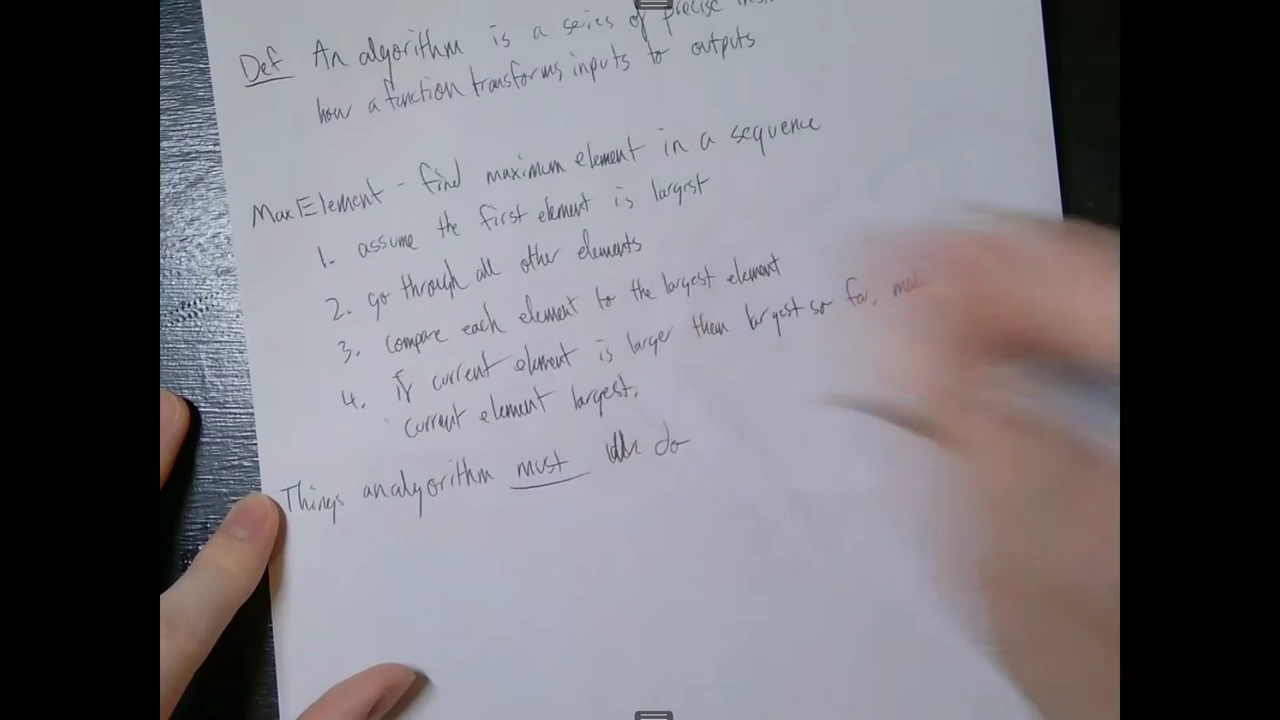 Def An algorithm is a series of precise
how a function transforms inputs to outputs
MaxElement - find maximum element in a sequence
1. assume the first element is largest
2. go through all other elements
3. compare each element to the largest element
4. if current element is larger then largest so far,
current element largest.
Things an algorithm must do